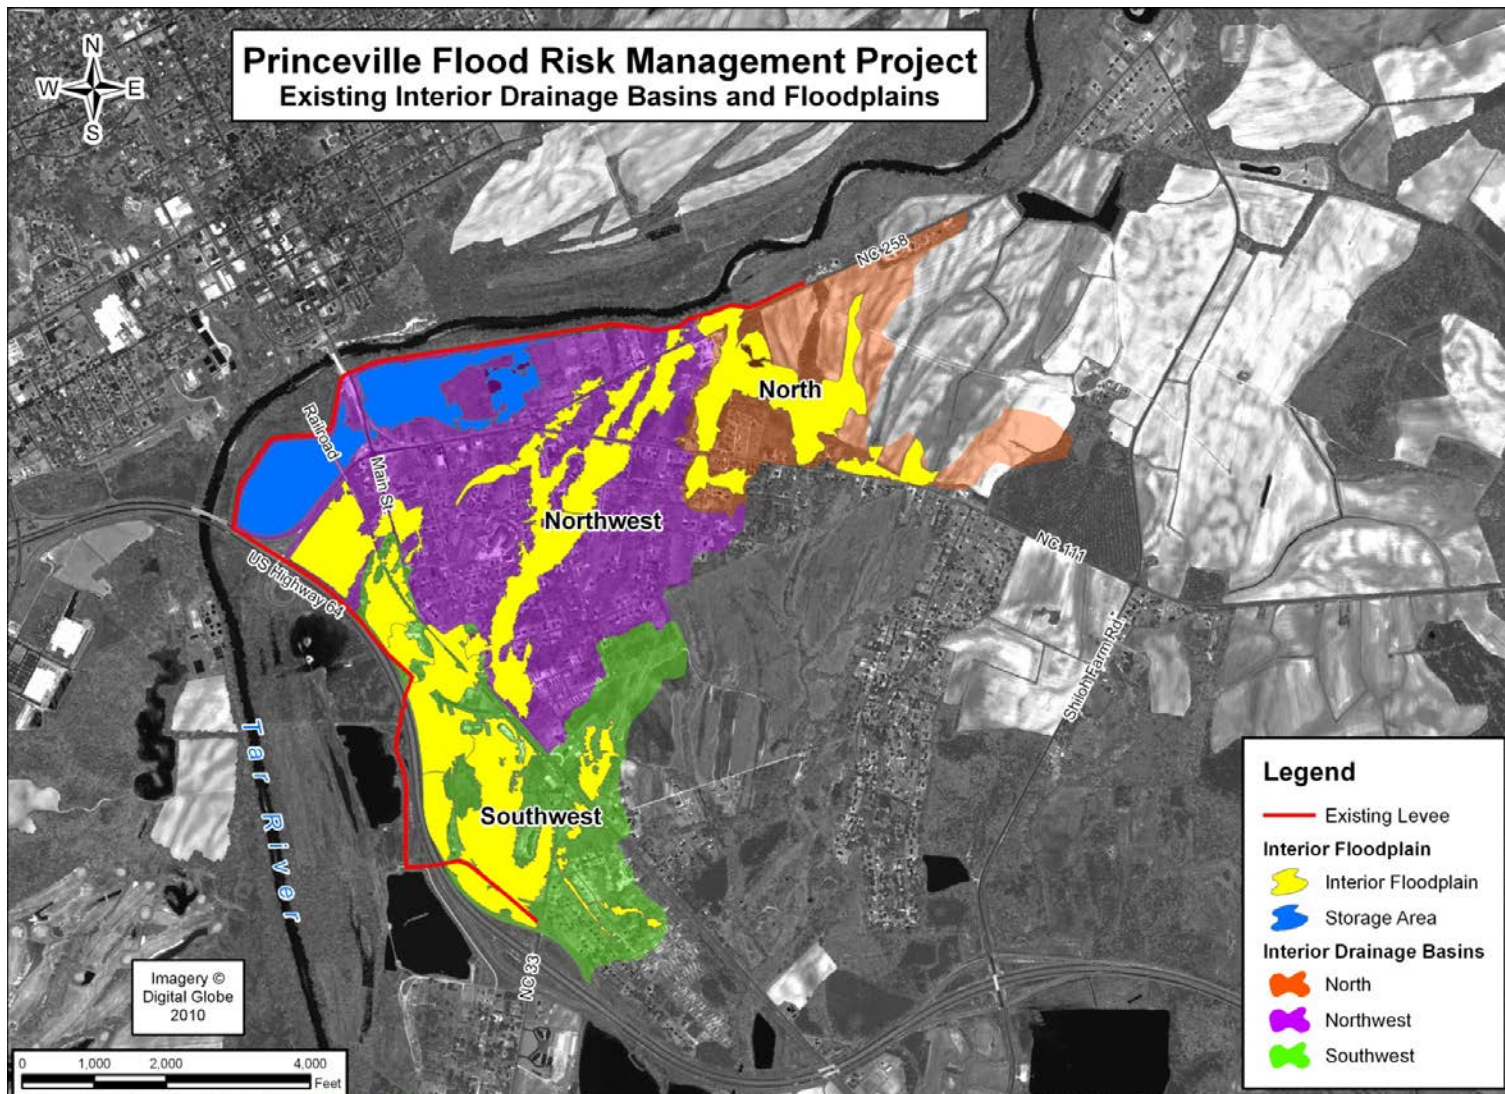 Princeville Flood Risk Management Project
Existing Interior Drainage Basins and Floodplains
N
W
E
S
NC 258
North
Railroad
Main St.
Northwest
US Highway 64
NC 111
Shiloh Farm Rd.
Tar River
Southwest
NC 33
Imagery ©
Digital Globe
2010
0 1,000 2,000 4,000
Feet
Legend
Existing Levee
Interior Floodplain
Interior Floodplain
Storage Area
Interior Drainage Basins
North
Northwest
Southwest